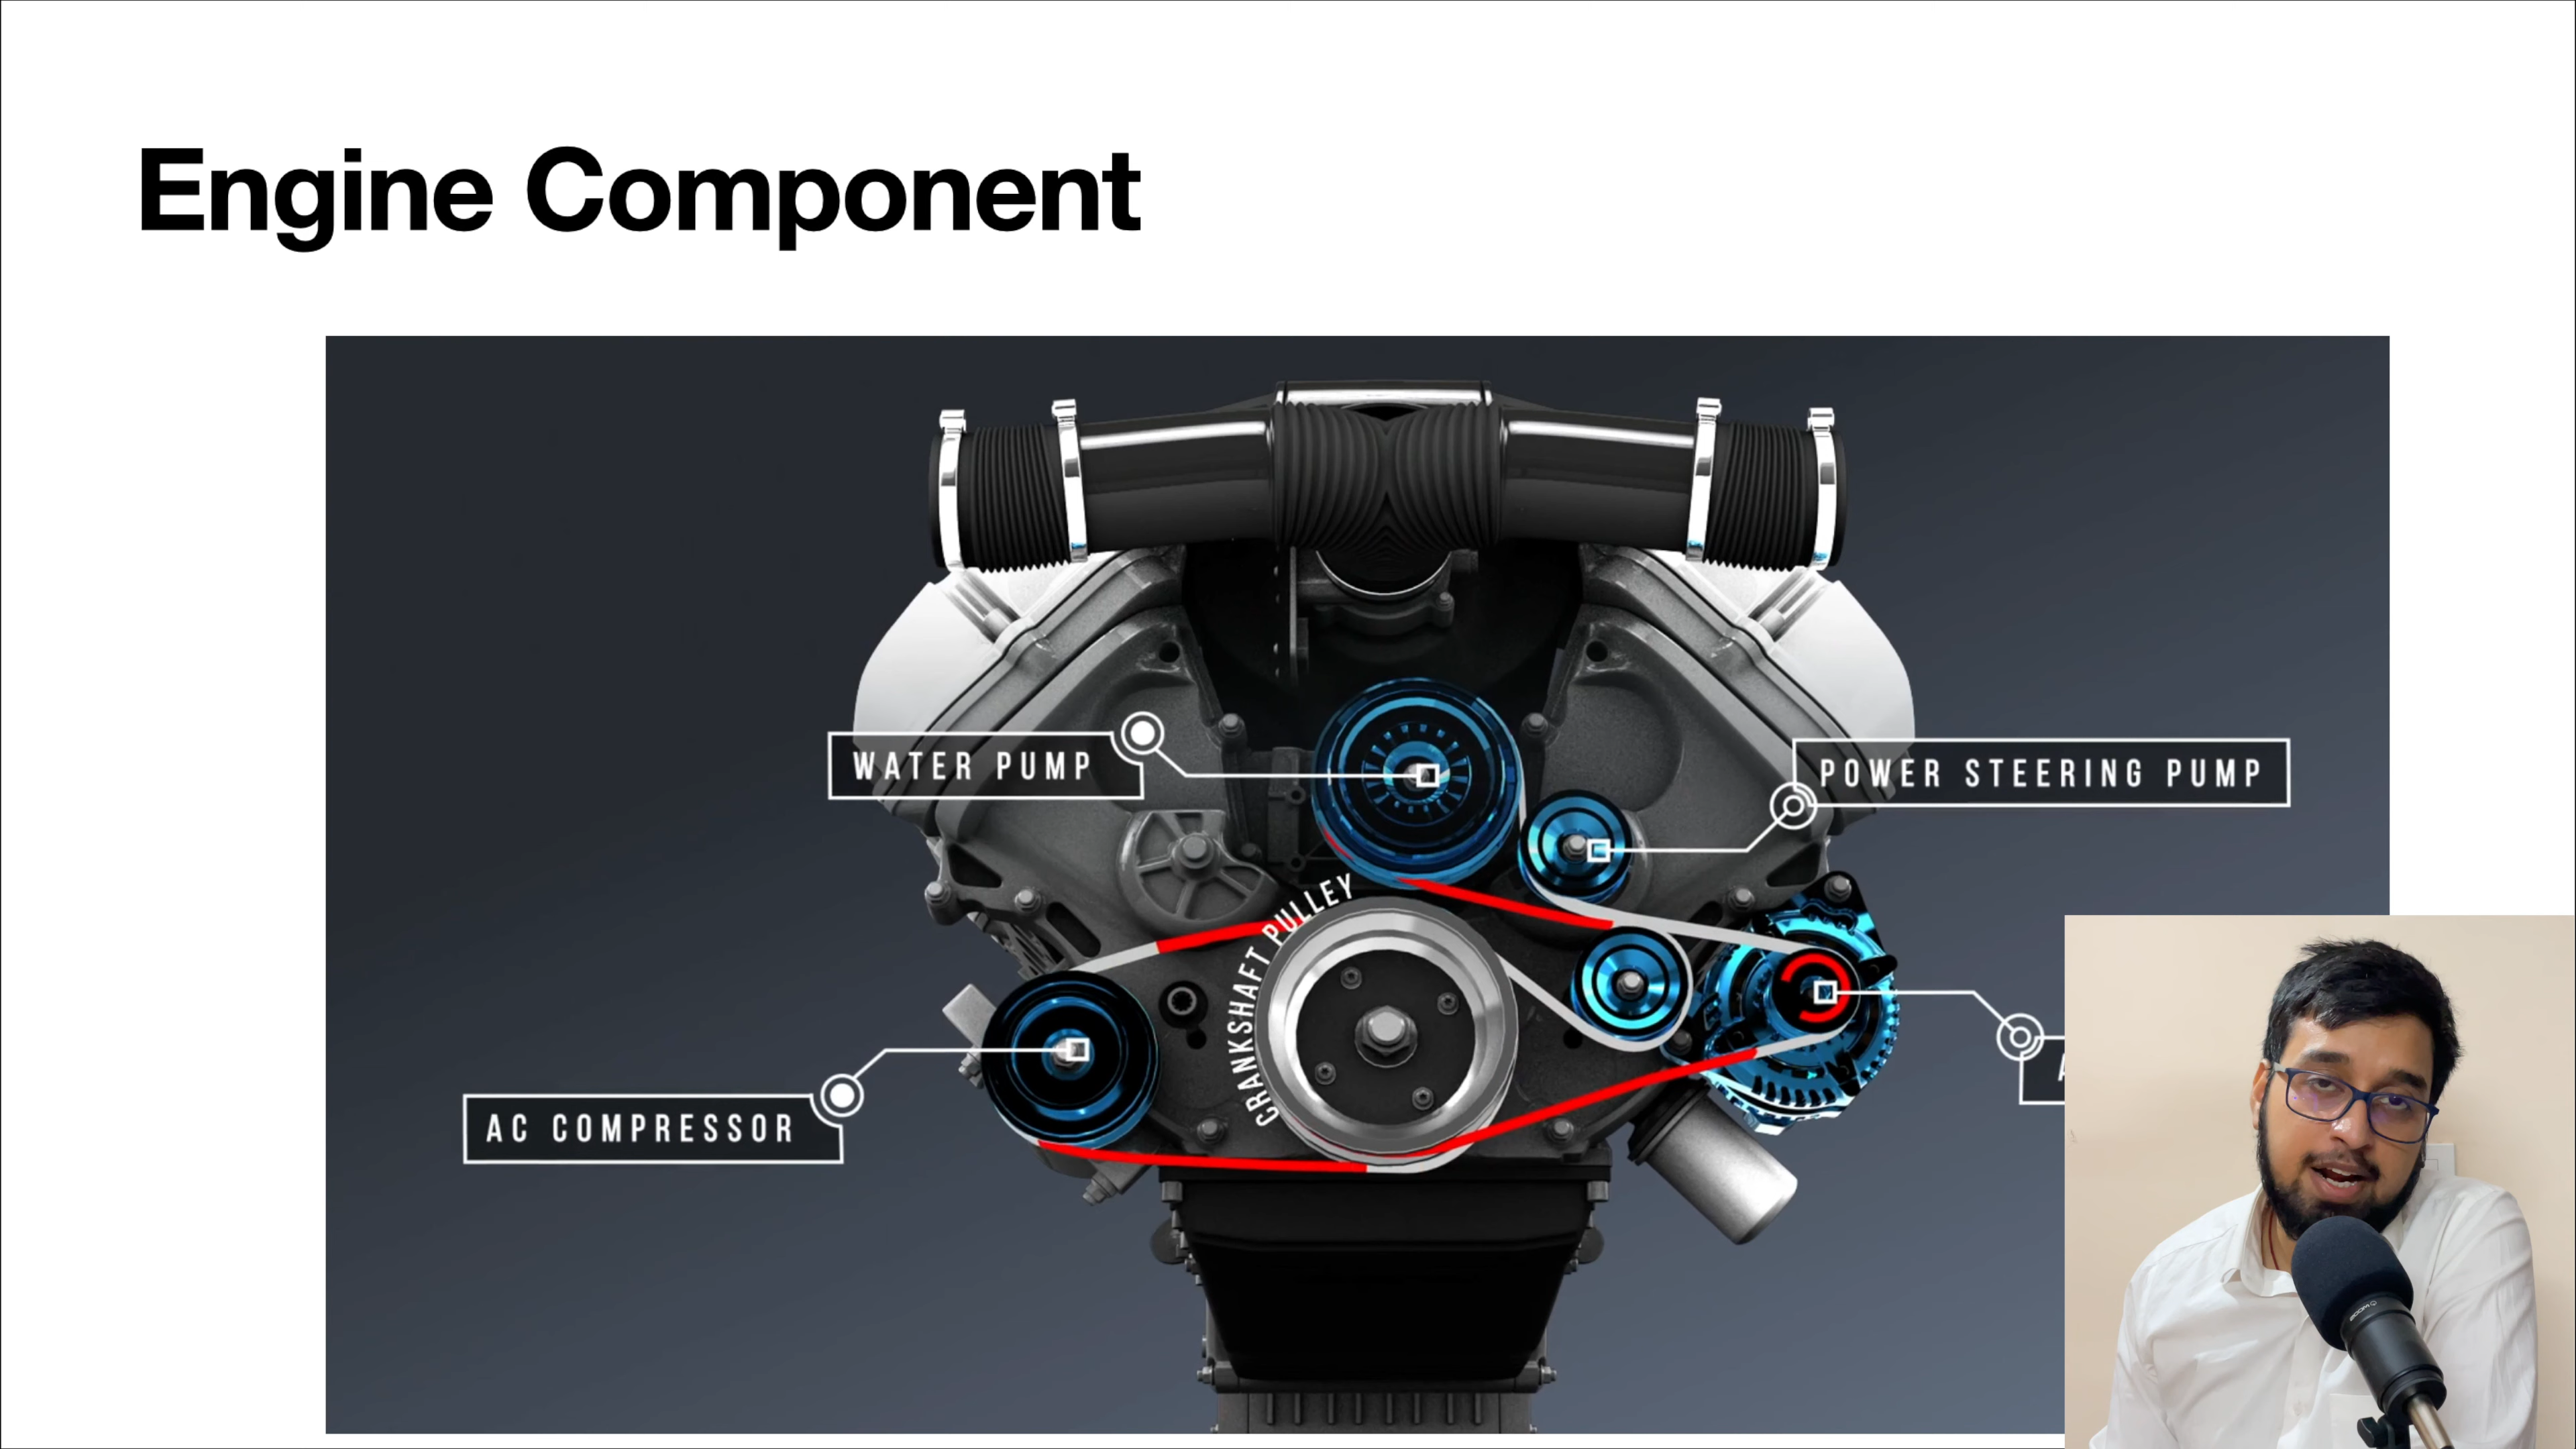 Engine Component
WATER PUMP
POWER STEERING PUMP
CRANKSHAFT PULLEY
AC COMPRESSOR